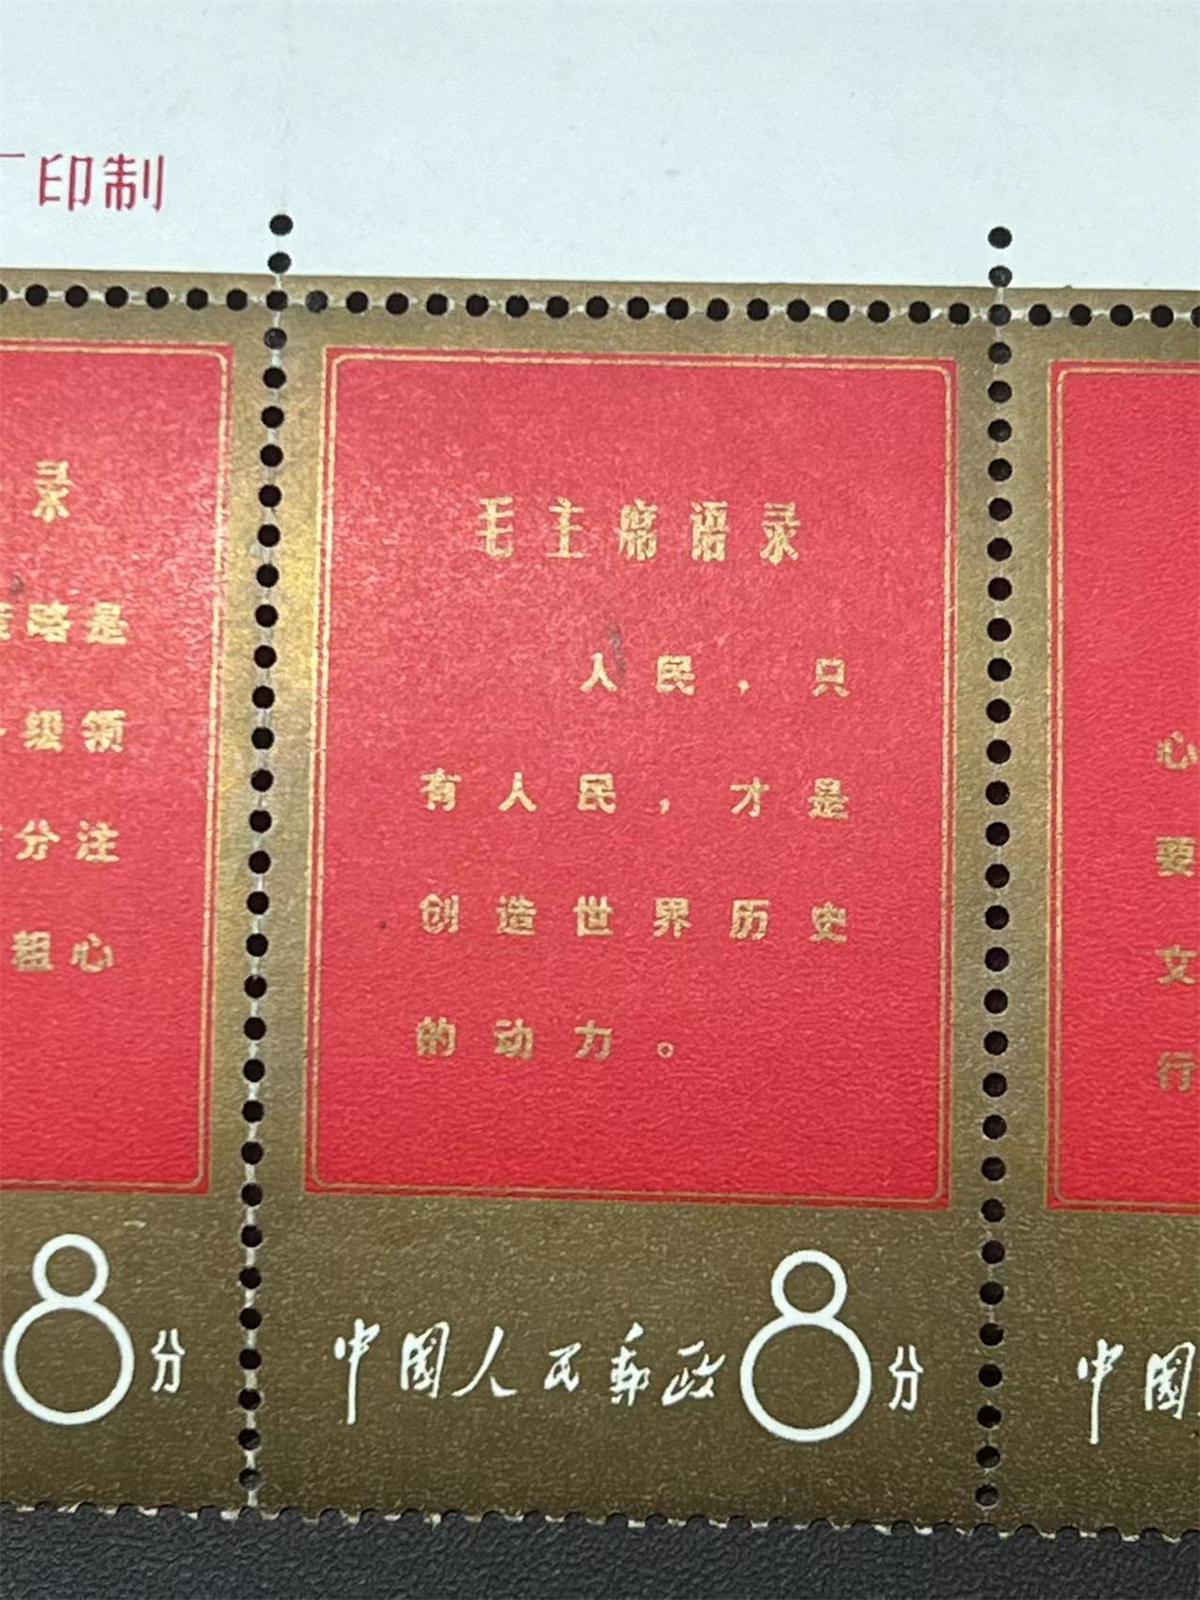 厂印制
录
策略是
级领
分注
粗心
8分
毛主席语录
人民，只
有人民，才是
创造世界历史
的动力。
中国人民邮政8分
心
要
文
行
中国